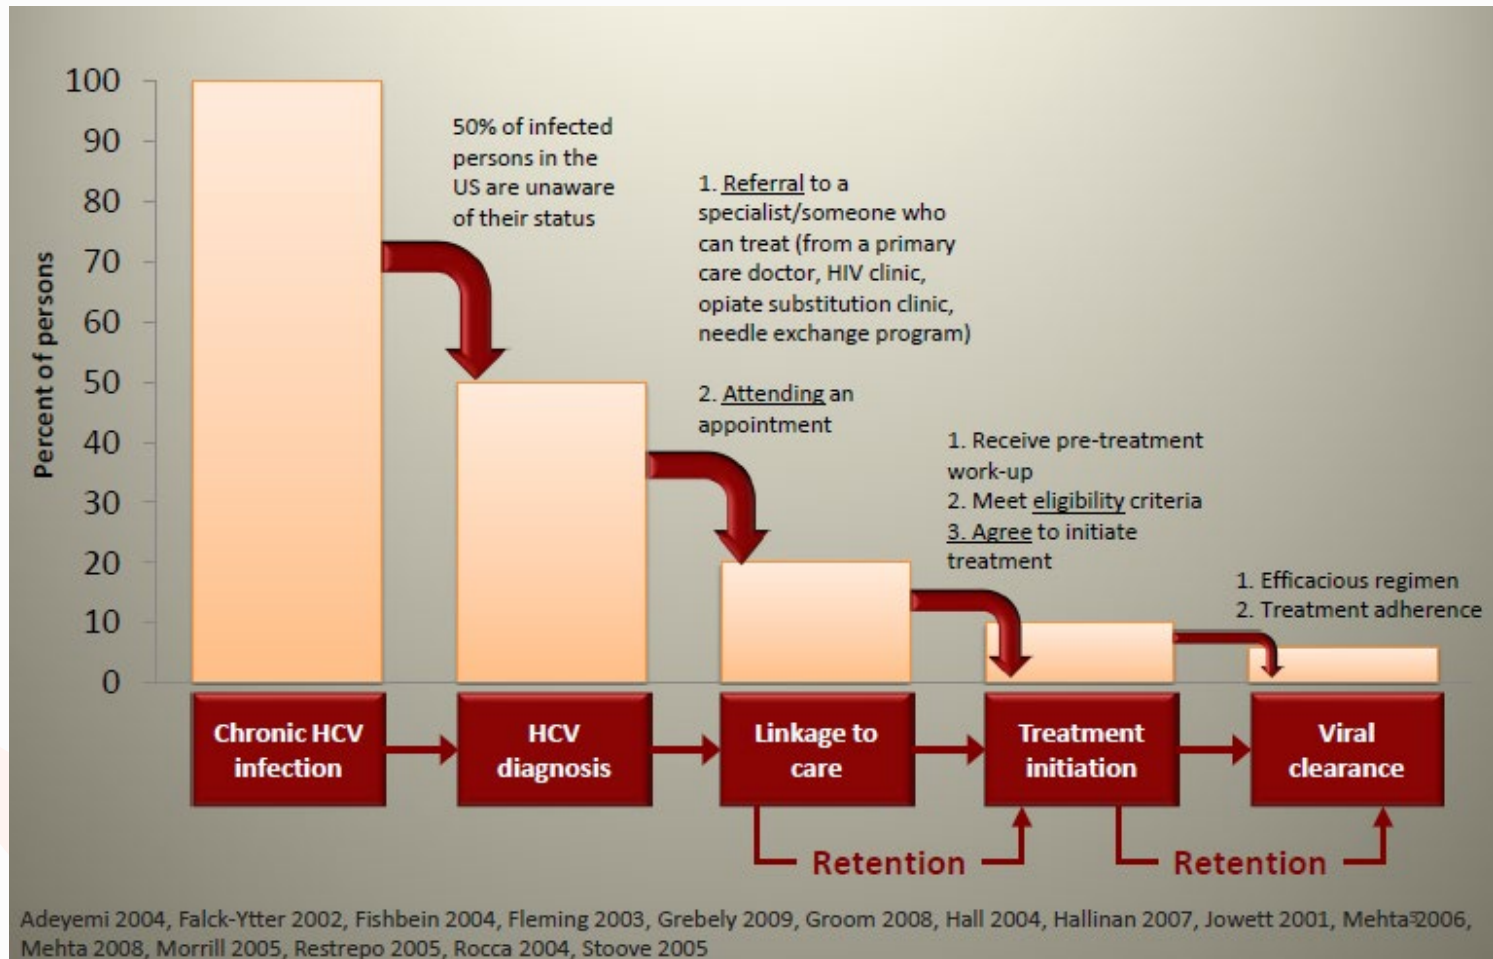 100
90
80
70
60
50
40
30
20
10
0
Percent of persons
50% of infected
persons in the
US are unaware
of their status
1. Referral to a
specialist/someone who
can treat (from a primary
care doctor, HIV clinic,
opiate substitution clinic,
needle exchange program)
2. Attending an
appointment
1. Receive pre-treatment
work-up
2. Meet eligibility criteria
3. Agree to initiate
treatment
1. Efficacious regimen
2. Treatment adherence
Chronic HCV
infection
HCV
diagnosis
Linkage to
care
Treatment
initiation
Viral
clearance
Retention
Retention
Adeyemi 2004, Falck-Ytter 2002, Fishbein 2004, Fleming 2003, Grebely 2009, Groom 2008, Hall 2004, Hallinan 2007, Jowett 2001, Mehta 2006,
Mehta 2008, Morrill 2005, Restrepo 2005, Rocca 2004, Stoove 2005